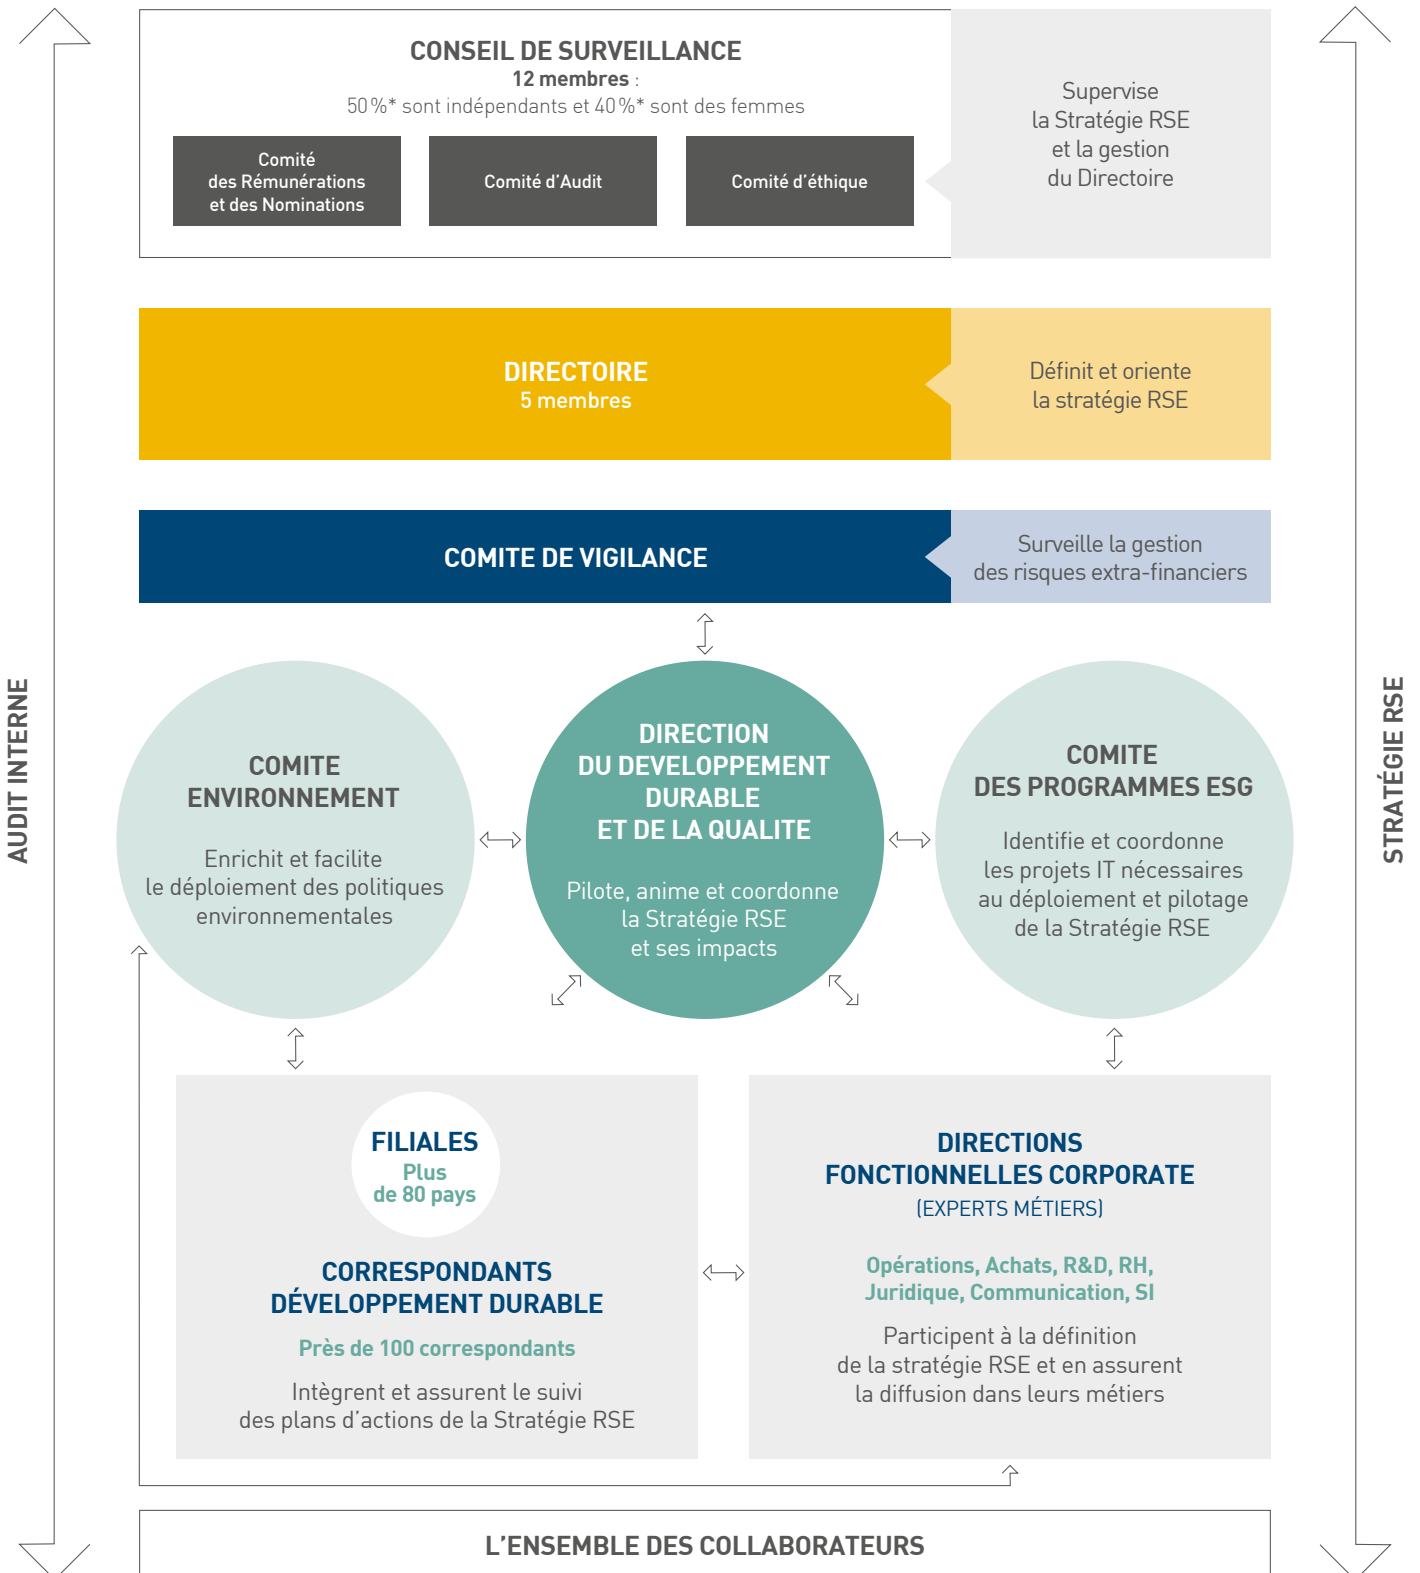 CONSEIL DE SURVEILLANCE
12 membres :
50%* sont indépendants et 40%* sont des femmes
Comité
des Rémunérations
et des Nominations
Comité d'Audit
Comité d'éthique
Supervise
la Stratégie RSE
et la gestion
du Directoire
DIRECTOIRE
5 membres
Définit et oriente
la stratégie RSE
COMITE DE VIGILANCE
Surveille la gestion
des risques extra-financiers
AUDIT INTERNE
STRATÉGIE RSE
COMITE
ENVIRONNEMENT
Enrichit et facilite
le déploiement des politiques
environnementales
DIRECTION
DU DEVELOPPEMENT
DURABLE
ET DE LA QUALITE
Pilote, anime et coordonne
la Stratégie RSE
et ses impacts
COMITE
DES PROGRAMMES ESG
Identifie et coordonne
les projets IT nécessaires
au déploiement et pilotage
de la Stratégie RSE
FILIALES
Plus
de 80 pays
CORRESPONDANTS
DÉVELOPPEMENT DURABLE
Près de 100 correspondants
Intègrent et assurent le suivi
des plans d'actions de la Stratégie RSE
DIRECTIONS
FONCTIONNELLES CORPORATE
(EXPERTS MÉTIERS)
Opérations, Achats, R&D, RH,
Juridique, Communication, SI
Participent à la définition
de la stratégie RSE et en assurent
la diffusion dans leurs métiers
L'ENSEMBLE DES COLLABORATEURS